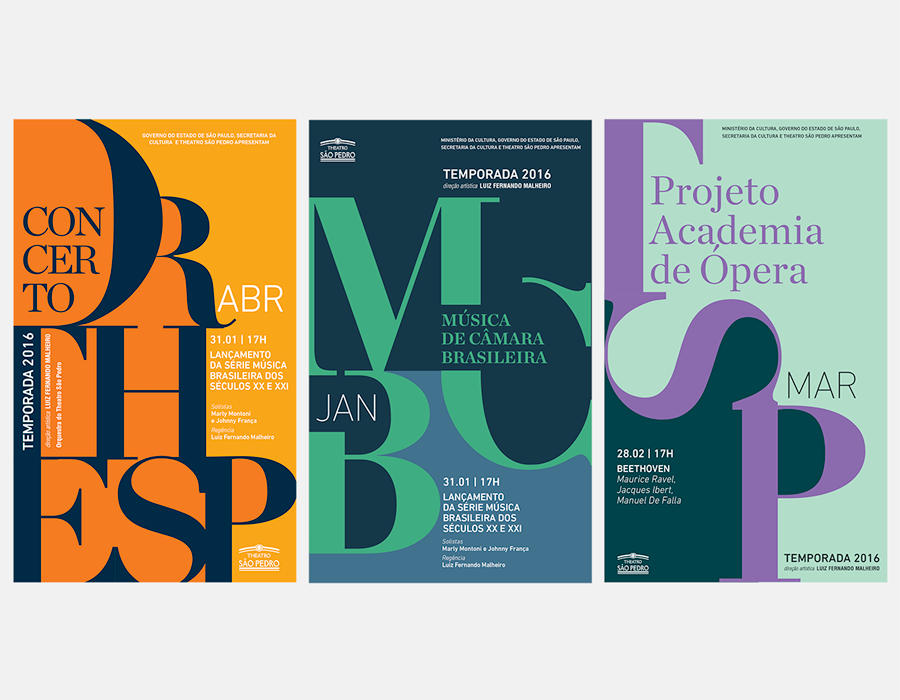 GOVERNO DO ESTADO DE SÃO PAULO, SECRETARIA DA
CULTURA E THEATRO SÃO PEDRO APRESENTAM
CON
CER
TO
OR
TH
ESP
ABR
TEMPORADA 2016
direção artística LUIZ FERNANDO MALHEIRO
Orquestra do Theatro São Pedro
31.01 | 17H
LANÇAMENTO
DA SÉRIE MÚSICA
BRASILEIRA DOS
SÉCULOS XX E XXI
Solistas
Marly Montoni
e Johnny França
Regência
Luiz Fernando Malheiro
THEATRO
SÃO PEDRO
THEATRO
SÃO PEDRO
MINISTÉRIO DA CULTURA, GOVERNO DO ESTADO DE SÃO PAULO,
SECRETARIA DA CULTURA E THEATRO SÃO PEDRO APRESENTAM
TEMPORADA 2016
direção artística LUIZ FERNANDO MALHEIRO
M
C
B
MÚSICA
DE CÂMARA
BRASILEIRA
JAN
31.01 | 17H
LANÇAMENTO
DA SÉRIE MÚSICA
BRASILEIRA DOS
SÉCULOS XX E XXI
Solistas
Marly Montoni e Johnny França
Regência
Luiz Fernando Malheiro
MINISTÉRIO DA CULTURA, GOVERNO DO ESTADO DE SÃO PAULO,
SECRETARIA DA CULTURA E THEATRO SÃO PEDRO APRESENTAM
Projeto
Academia
de Ópera
T
S
P
MAR
28.02 | 17H
BEETHOVEN
Maurice Ravel,
Jacques Ibert,
Manuel De Falla
THEATRO
SÃO PEDRO
TEMPORADA 2016
direção artística LUIZ FERNANDO MALHEIRO